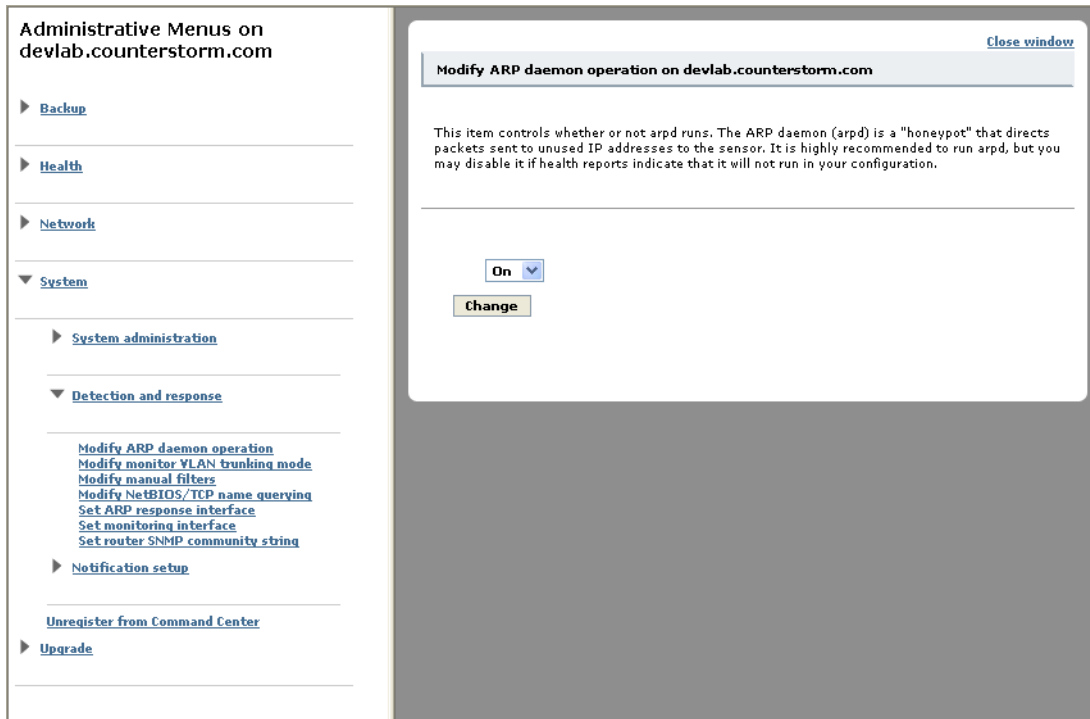 Administrative Menus on
devlab.counterstorm.com
Backup
Health
Network
System
System administration
Detection and response
Modify ARP daemon operation
Modify monitor VLAN trunking mode
Modify manual filters
Modify NetBIOS/TCP name querying
Set ARP response interface
Set monitoring interface
Set router SNMP community string
Notification setup
Unregister from Command Center
Upgrade
Close window
Modify ARP daemon operation on devlab.counterstorm.com
This item controls whether or not arpd runs. The ARP daemon (arpd) is a "honeypot" that directs
packets sent to unused IP addresses to the sensor. It is highly recommended to run arpd, but you
may disable it if health reports indicate that it will not run in your configuration.
On
Change